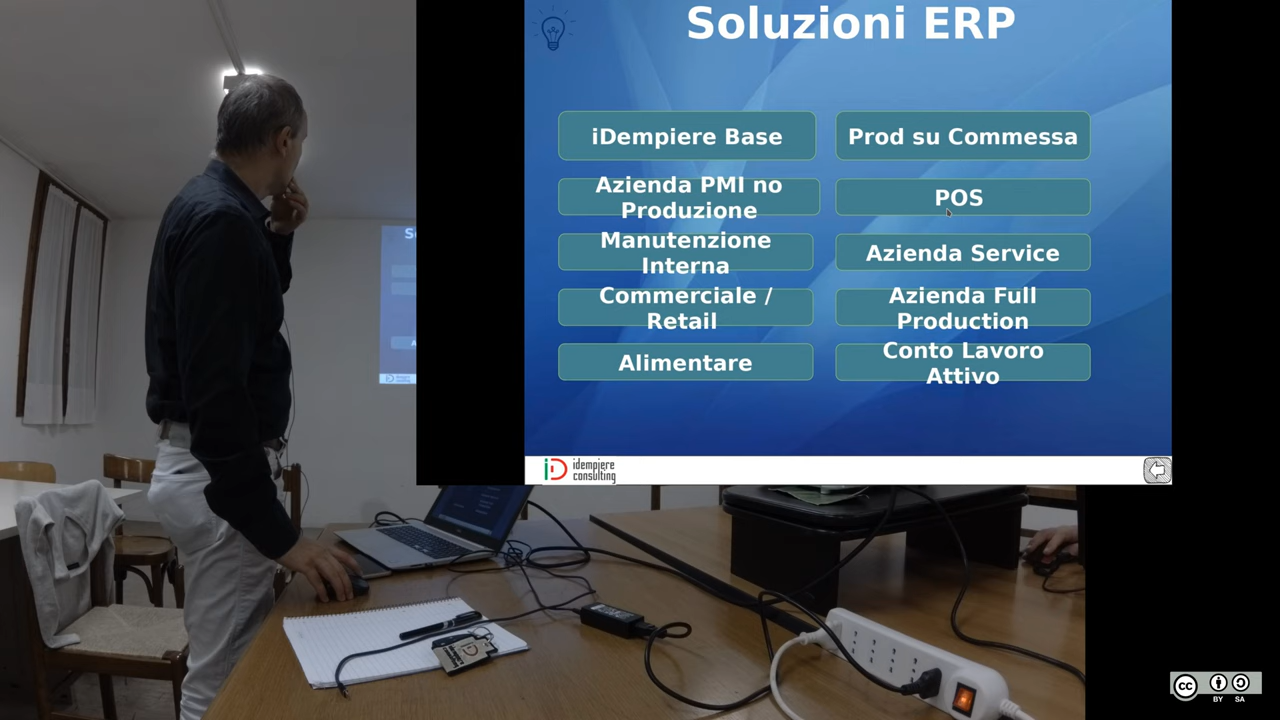 Soluzioni ERP
iDempiere Base
Prod su Commessa
Azienda PMI no
Produzione
POS
Manutenzione
Interna
Azienda Service
Commerciale /
Retail
Azienda Full
Production
Alimentare
Conto Lavoro
Attivo
idempiere
consulting
cc
BY SA